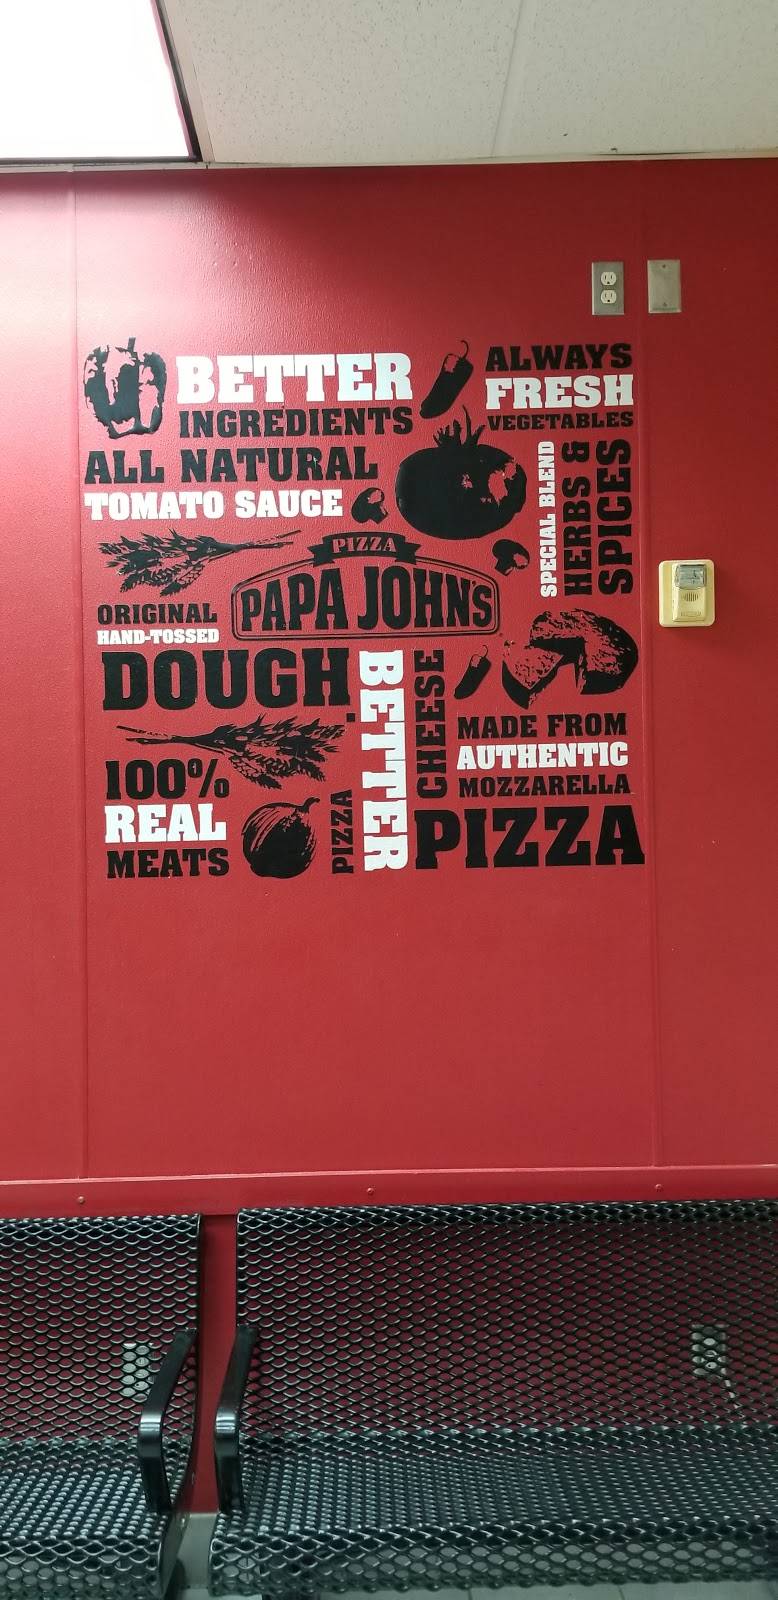 BETTER
INGREDIENTS
ALL NATURAL
TOMATO SAUCE
ALWAYS
FRESH
VEGETABLES
SPECIAL BLEND
HERBS &
SPICES
PIZZA
PAPA JOHN'S
ORIGINAL
HAND-TOSSED
DOUGH.
BETTER
CHEESE
MADE FROM
AUTHENTIC
MOZZARELLA
100%
REAL
MEATS
PIZZA
PIZZA